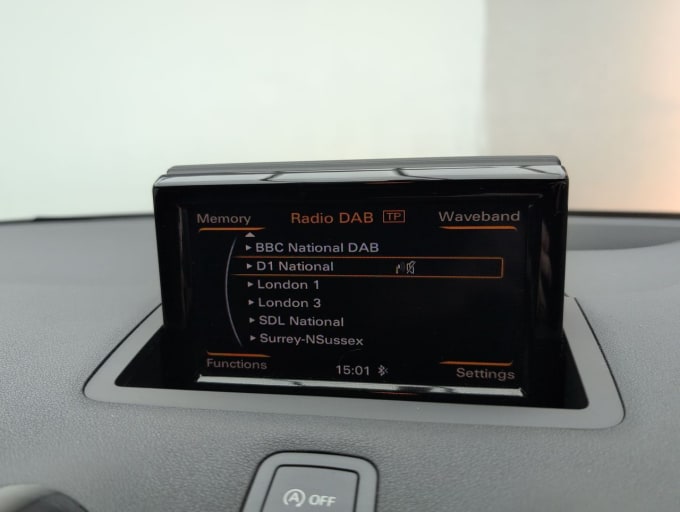 Memory Radio DAB TP Waveband
BBC National DAB
D1 National
London 1
London 3
SDL National
Surrey-NSussex
Functions 15:01 Settings
A OFF